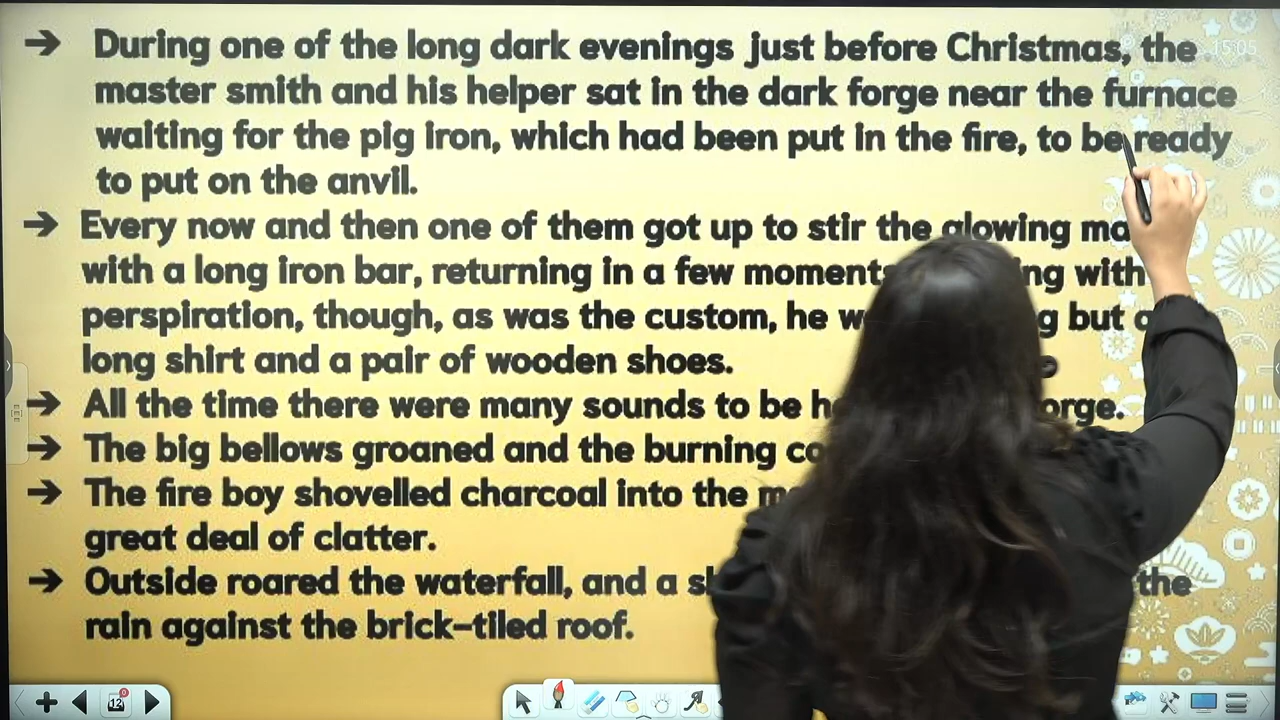 → During one of the long dark evenings just before Christmas, the
15:05
master smith and his helper sat in the dark forge near the furnace
waiting for the pig iron, which had been put in the fire, to be ready
to put on the anvil.
→ Every now and then one of them got up to stir the glowing
with a long iron bar, returning in a few moments with
perspiration, though, as was the custom, he but
long shirt and a pair of wooden shoes.
→ All the time there were many sounds to be
→ The big bellows groaned and the burning
→ The fire boy shovelled charcoal into the
great deal of clatter.
→ Outside roared the waterfall, and a the
rain against the brick-tiled roof.
12